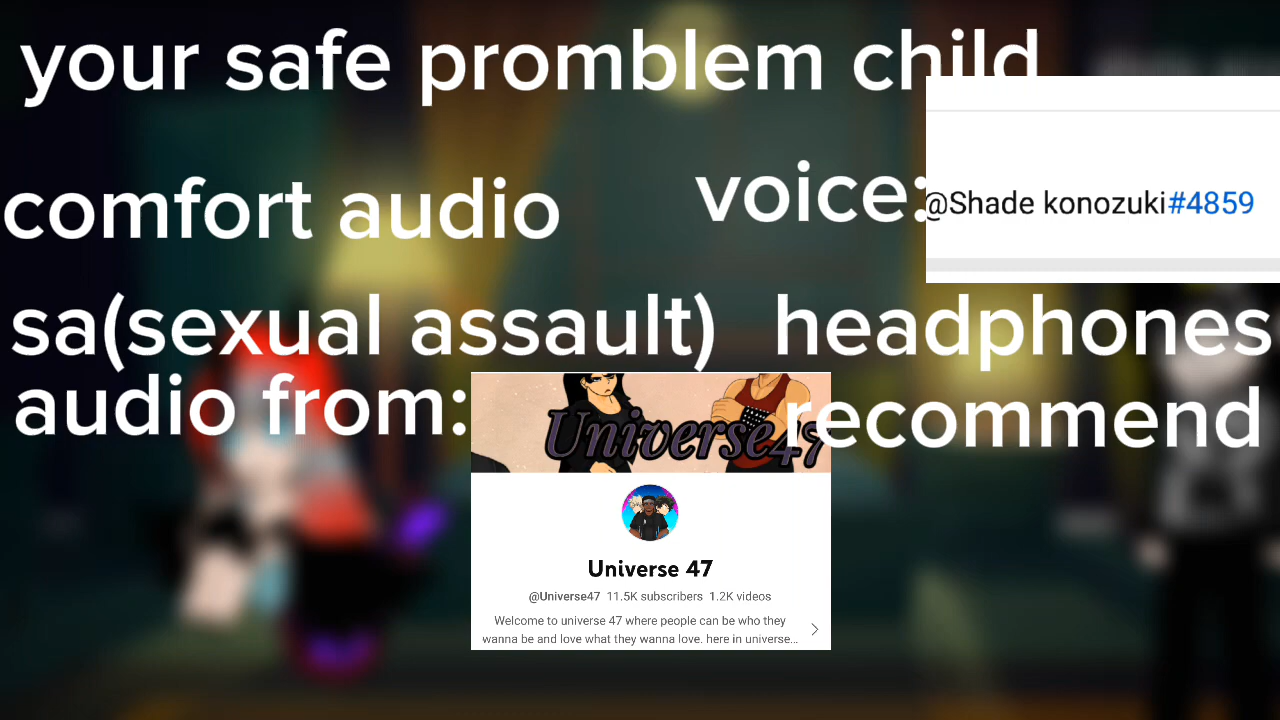 your safe promblem child
comfort audio
voice:
@Shade konozuki#4859
sa(sexual assault)
audio from:
headphones
recommend
Universe47
Universe 47
@Universe47 11.5K subscribers 1.2K videos
Welcome to universe 47 where people can be who they
wanna be and love what they wanna love. here in universe...